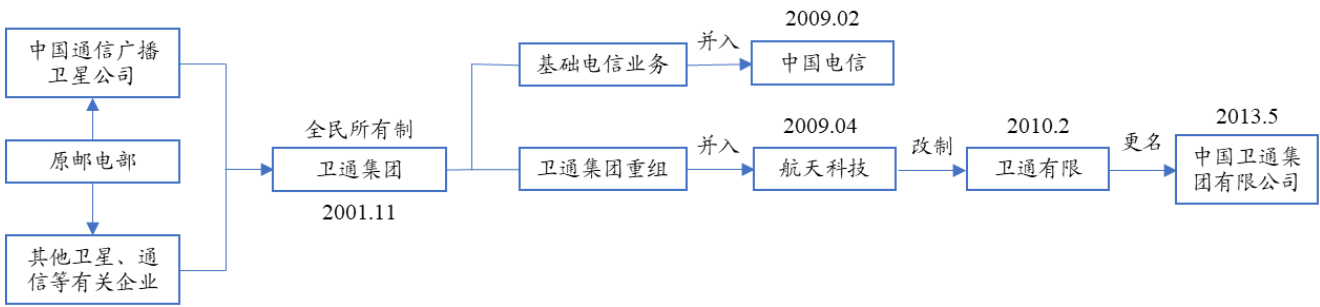 中国通信广播
卫星公司
原邮电部
其他卫星、通
信等有关企业
全民所有制
卫通集团
2001.11
基础电信业务
并入
2009.02
中国电信
卫通集团重组
并入
2009.04
航天科技
改制
2010.2
卫通有限
更名
2013.5
中国卫通集
团有限公司